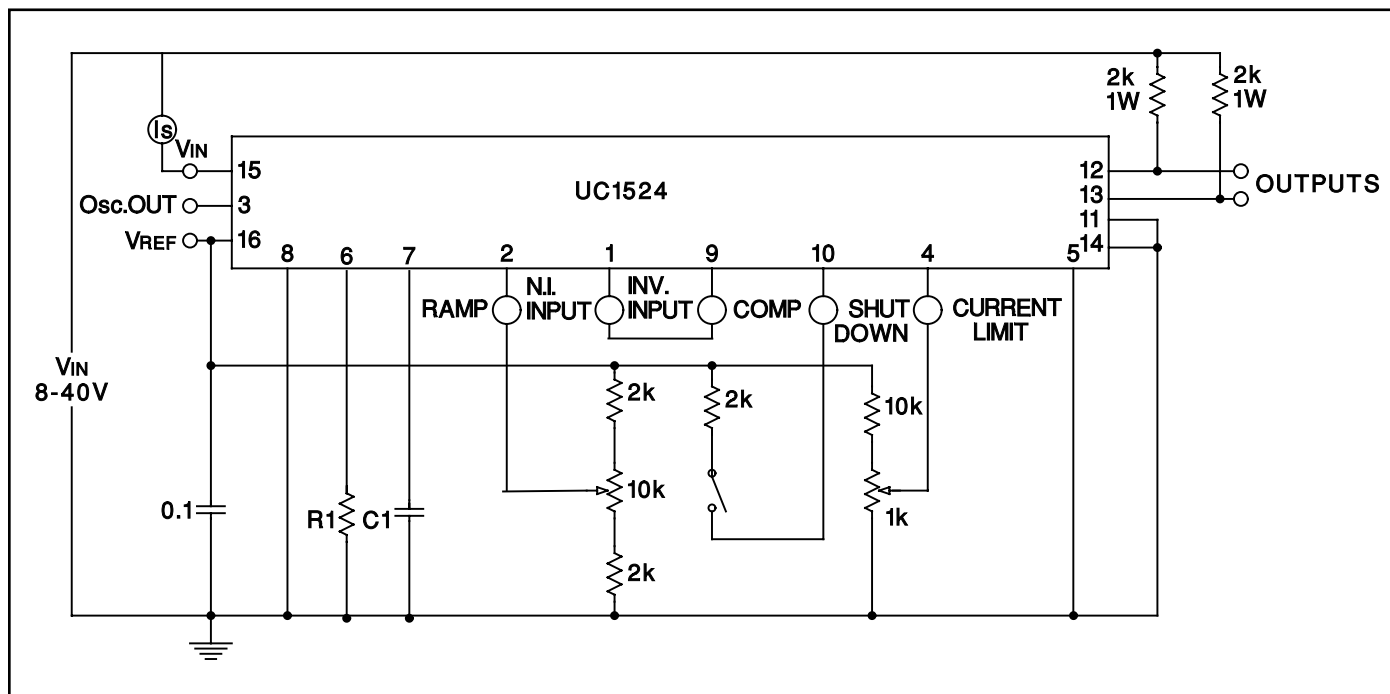 2k
1W
2k
1W
Is
VIN
15
UC1524
12
OUTPUTS
Osc.OUT
3
13
VREF
16
11
14
8
6
7
2
1
9
10
4
5
RAMP
N.I.
INPUT
INV.
INPUT
COMP
SHUT
DOWN
CURRENT
LIMIT
VIN
8-40V
2k
2k
10k
10k
0.1
R1
C1
1k
2k